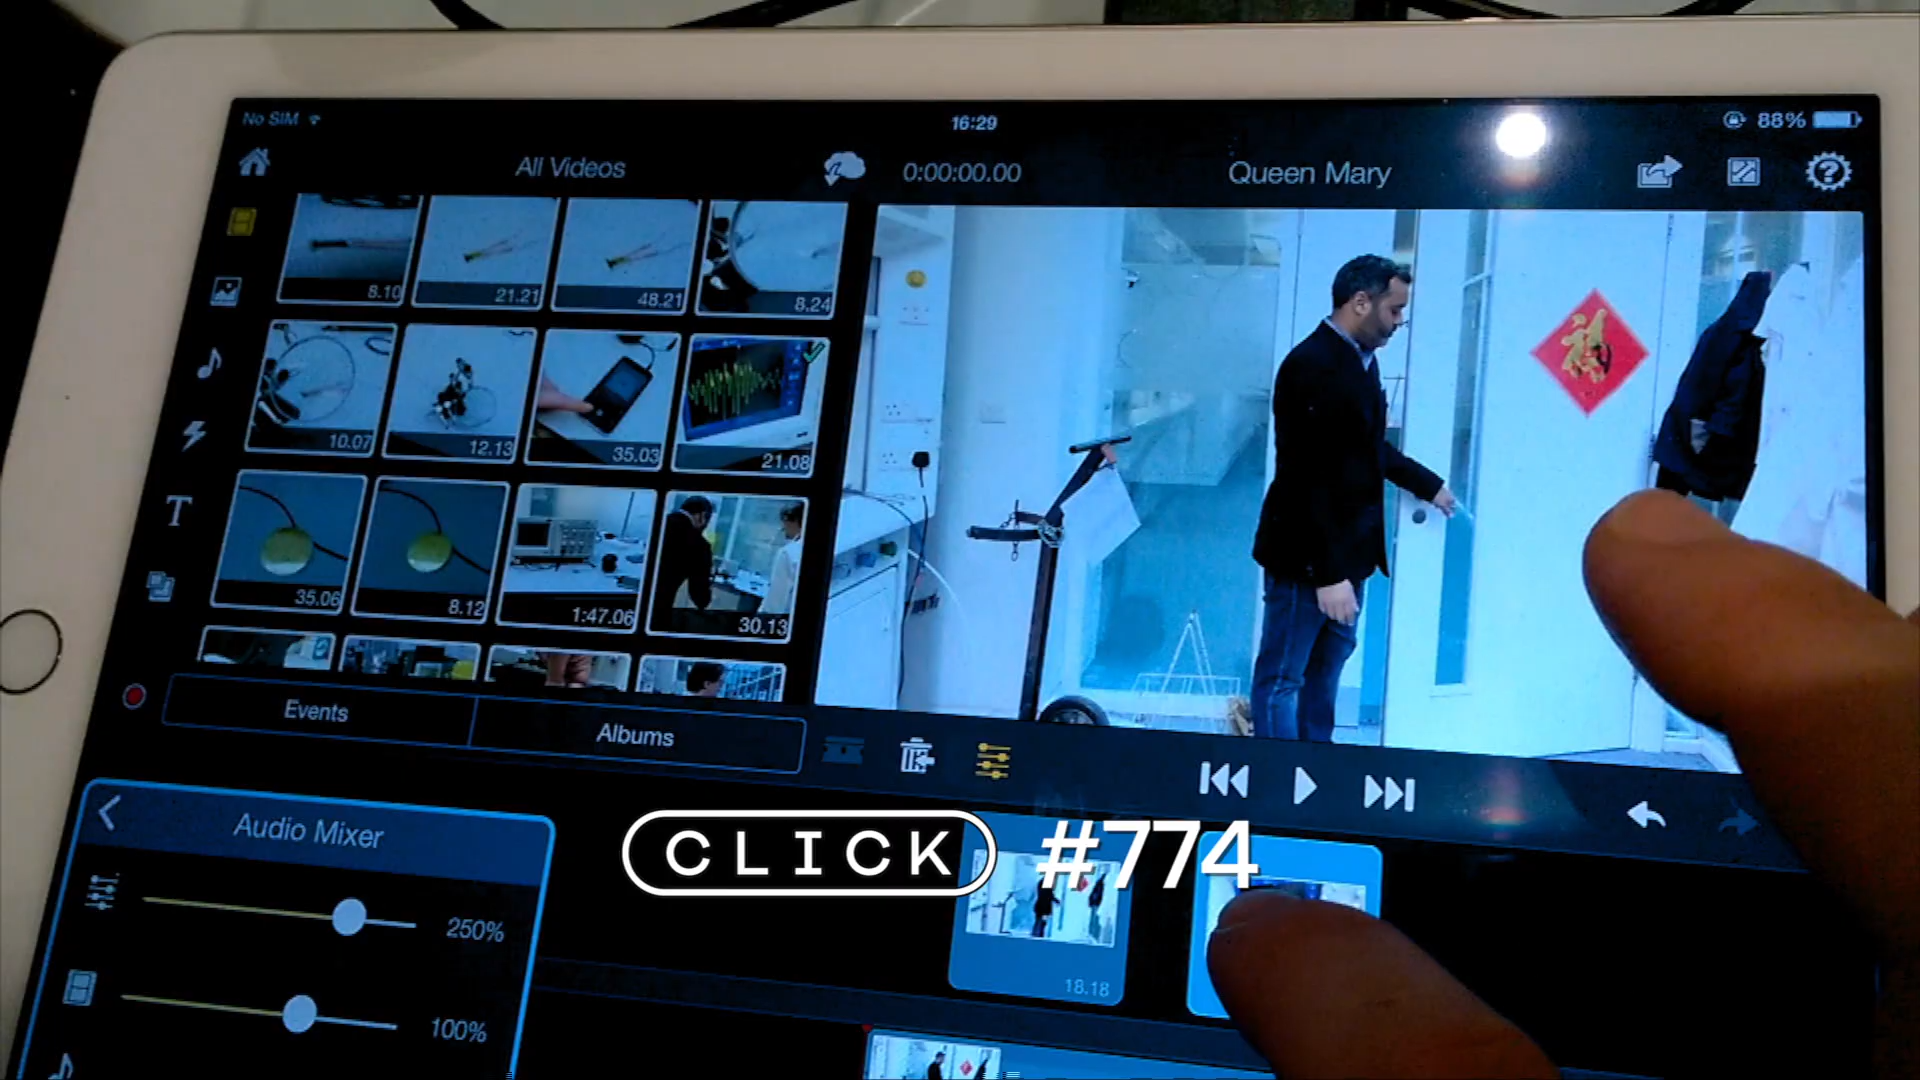 No SIM
16:29
88%
All Videos
0:00:00.00
Queen Mary
8.10
21.21
48.21
8.24
10.07
12.13
35.03
21.08
35.06
8.12
1:47.06
30.13
福
T
Events
Albums
Audio Mixer
250%
100%
CLICK #774
18.18